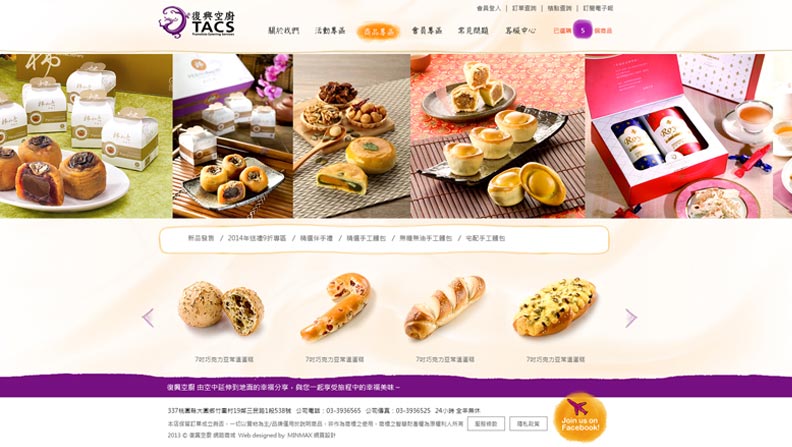 會員登入 | 訂單查詢 | 積點查詢 | 訂閱電子報
復興空廚
TACS
關於我們 活動專區 商品專區 會員專區 常見問題 客服中心 已選購 5 個商品
新品發售 / 2014年送禮9折專區 / 精選伴手禮 / 精選手工麵包 / 無糖無油手工麵包 / 宅配手工麵包
7吋巧克力豆常溫蛋糕 7吋巧克力豆常溫蛋糕 7吋巧克力豆常溫蛋糕 7吋巧克力豆常溫蛋糕
復興空廚 由空中延伸到地面的幸福分享，與您一起享受旅程中的幸福美味~
337桃園縣大園鄉竹圍村19鄰三民路1段538號 公司電話：03-3936565 公司傳真：03-3936525 24小時 全年無休
服務條款 隱私政策
2013 © 復興空廚 網路商城 Web designed by MINMAX 網頁設計
Join us on
Facebook!